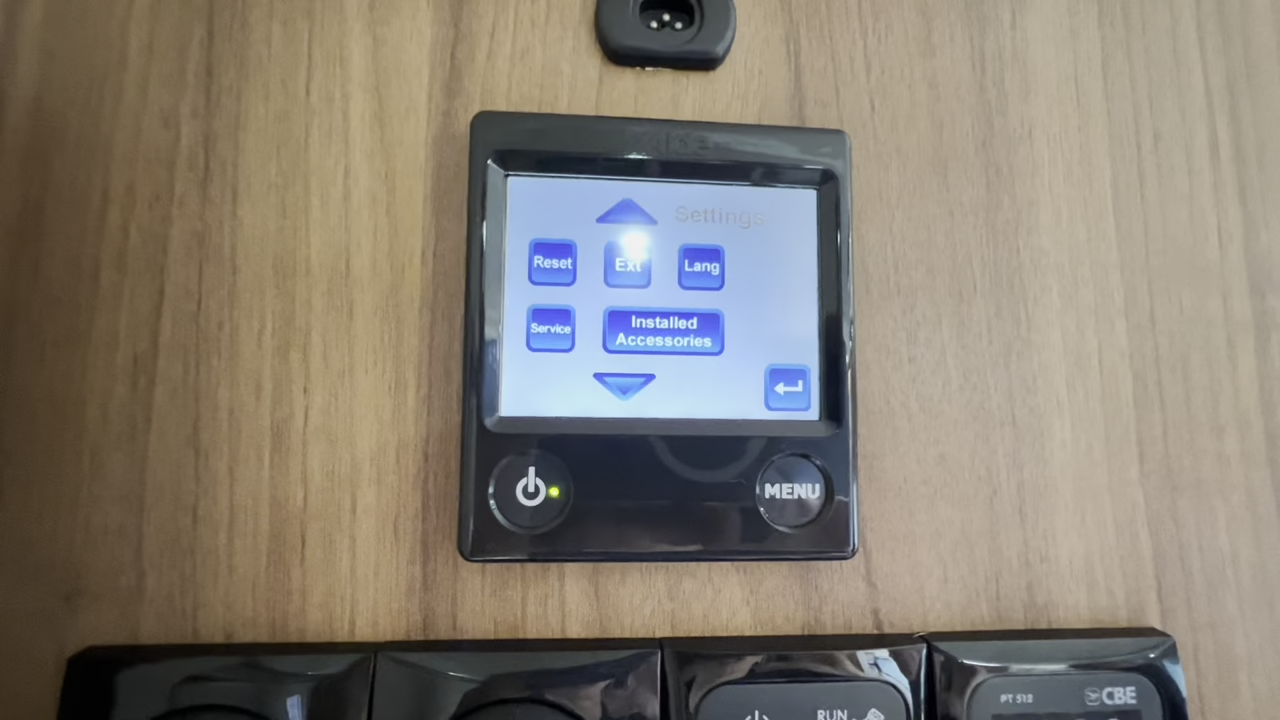 Settings
Reset
Ext
Lang
Service
Installed
Accessories
MENU
RUN
PT 512
CBE